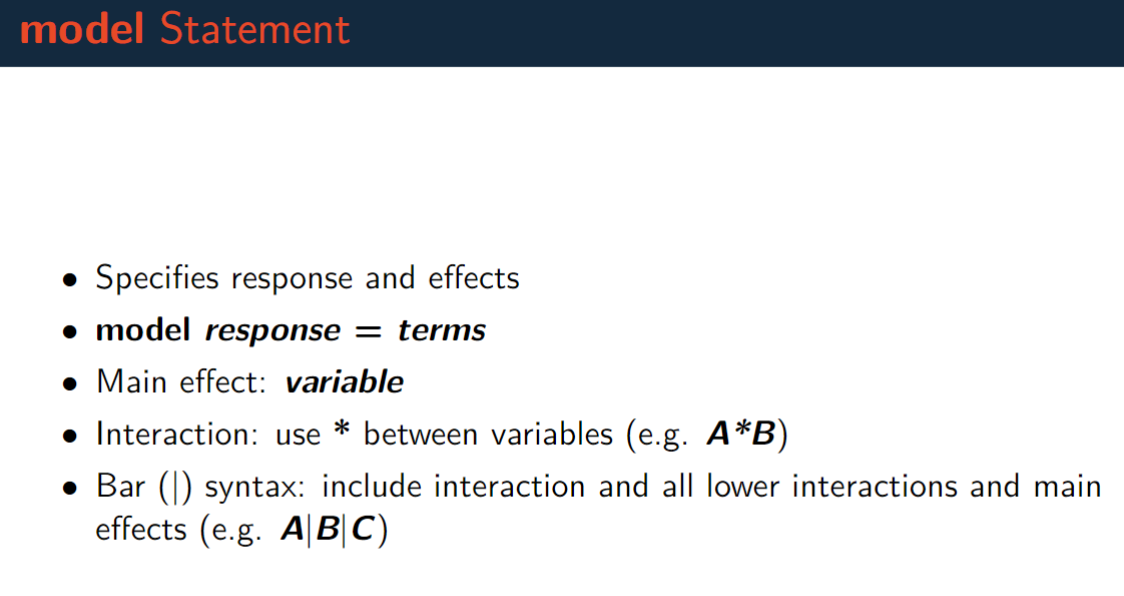 model Statement
• Specifies response and effects
• model response = terms
• Main effect: variable
• Interaction: use * between variables (e.g. A*B)
• Bar (|) syntax: include interaction and all lower interactions and main
effects (e.g. A|B|C)